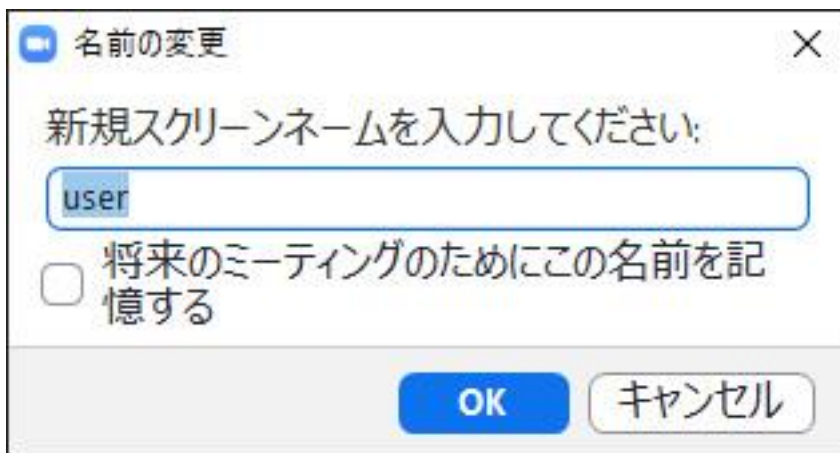 名前の変更
新規スクリーンネームを入力してください:
user
将来のミーティングのためにこの名前を記
憶する
OK
キャンセル